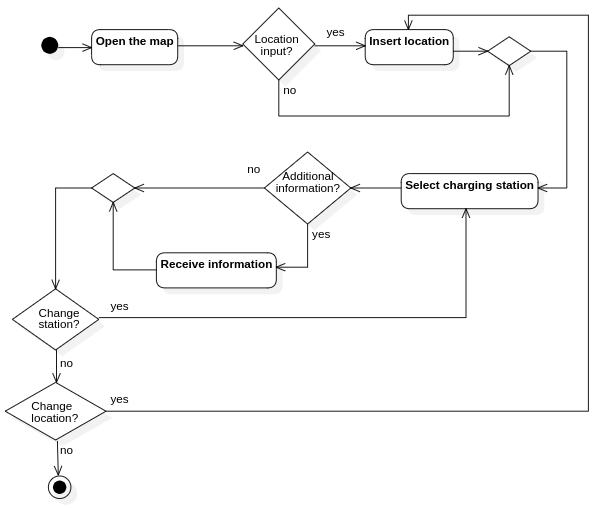 Open the map
Location
input?
yes
Insert location
no
no
Additional
information?
Select charging station
yes
Receive information
Change
station?
yes
no
Change
location?
yes
no